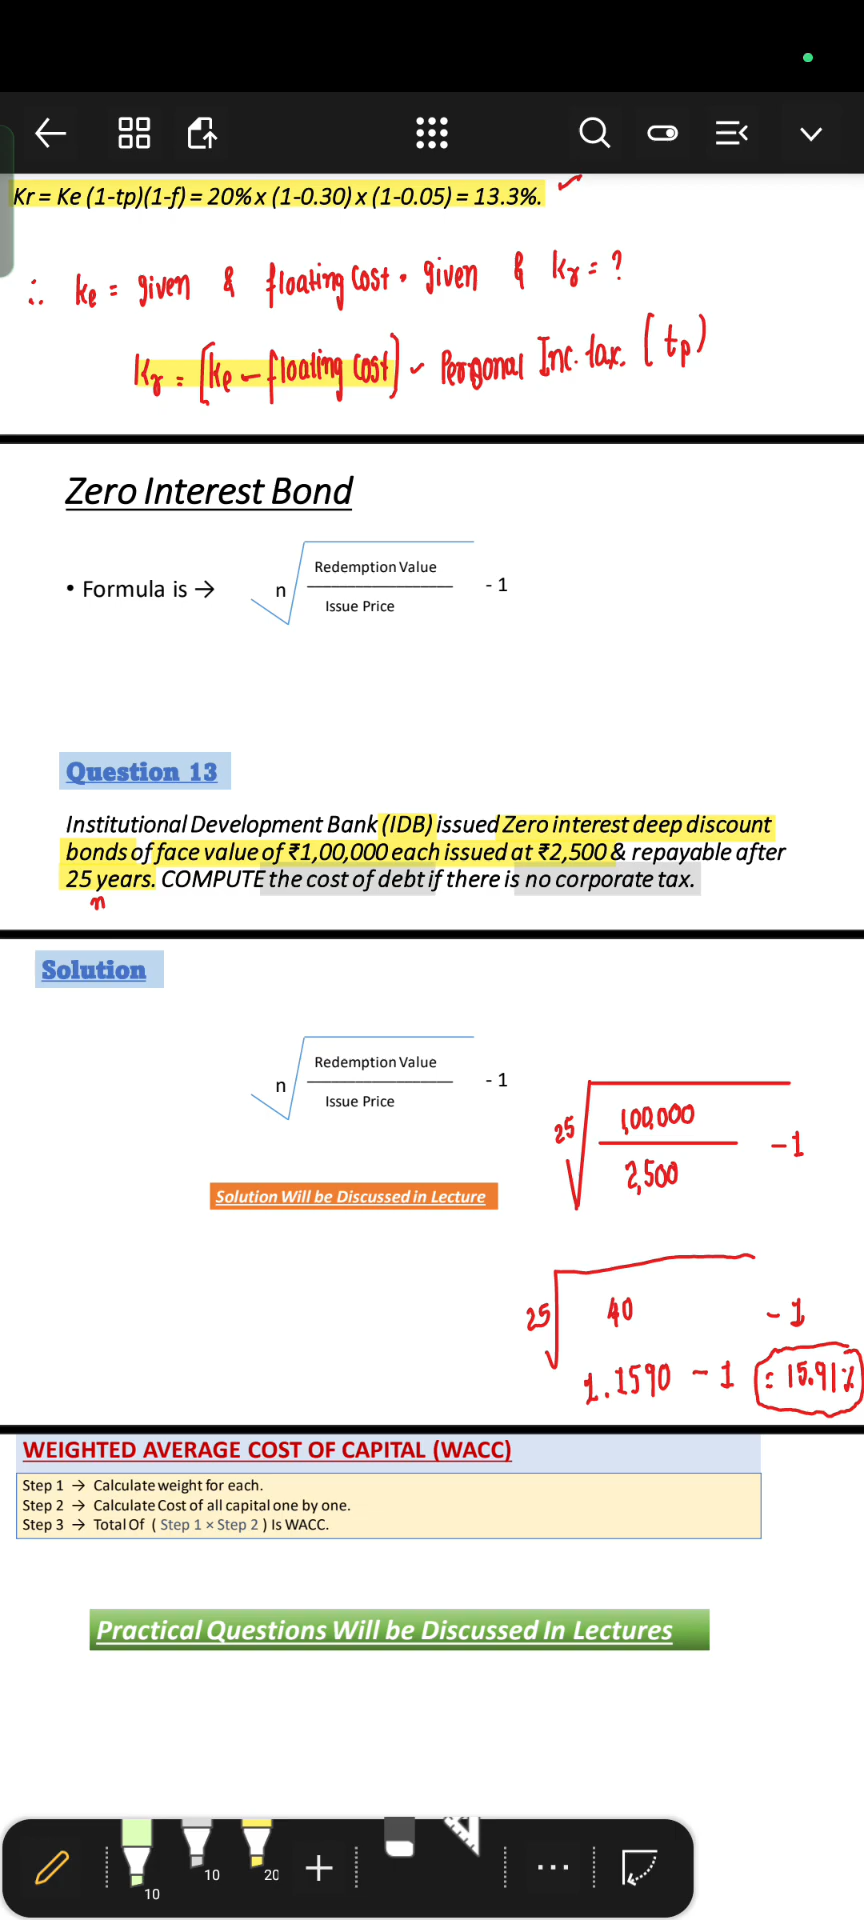 Kr = Ke (1-tp)(1-f) = 20% x (1-0.30) x (1-0.05) = 13.3%.
∴ ke = given & floating cost = given & kr = ?
kr = [ke - floating cost] - Personal Inc. tax. (tp)
Zero Interest Bond
• Formula is →
n
Redemption Value
Issue Price
- 1
Question 13
Institutional Development Bank (IDB) issued Zero interest deep discount
bonds of face value of ₹1,00,000 each issued at ₹2,500 & repayable after
25 years. COMPUTE the cost of debt if there is no corporate tax.
n
Solution
n
Redemption Value
Issue Price
- 1
25
1,00,000
2,500
-1
Solution Will be Discussed in Lecture
25
40
-1
1.1590 - 1 = 15.91%
WEIGHTED AVERAGE COST OF CAPITAL (WACC)
Step 1 → Calculate weight for each.
Step 2 → Calculate Cost of all capital one by one.
Step 3 → Total Of ( Step 1 × Step 2 ) Is WACC.
Practical Questions Will be Discussed In Lectures
10
10
20